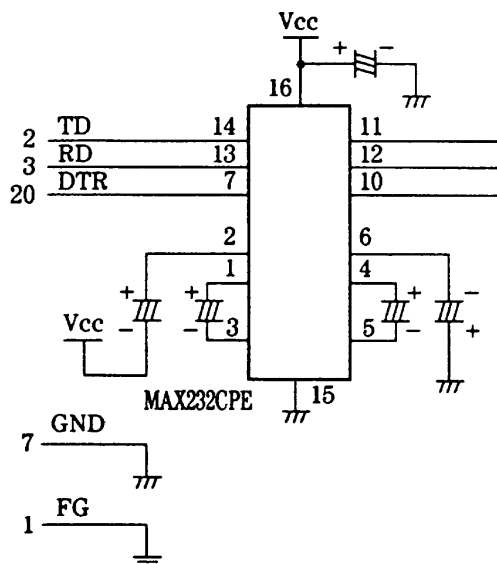 Vcc
+ -
16
2 TD 14 11
3 RD 13 12
20 DTR 7 10
2 6
1 4
+ + + -
Vcc - - - +
3 5
MAX232CPE 15
7 GND
1 FG